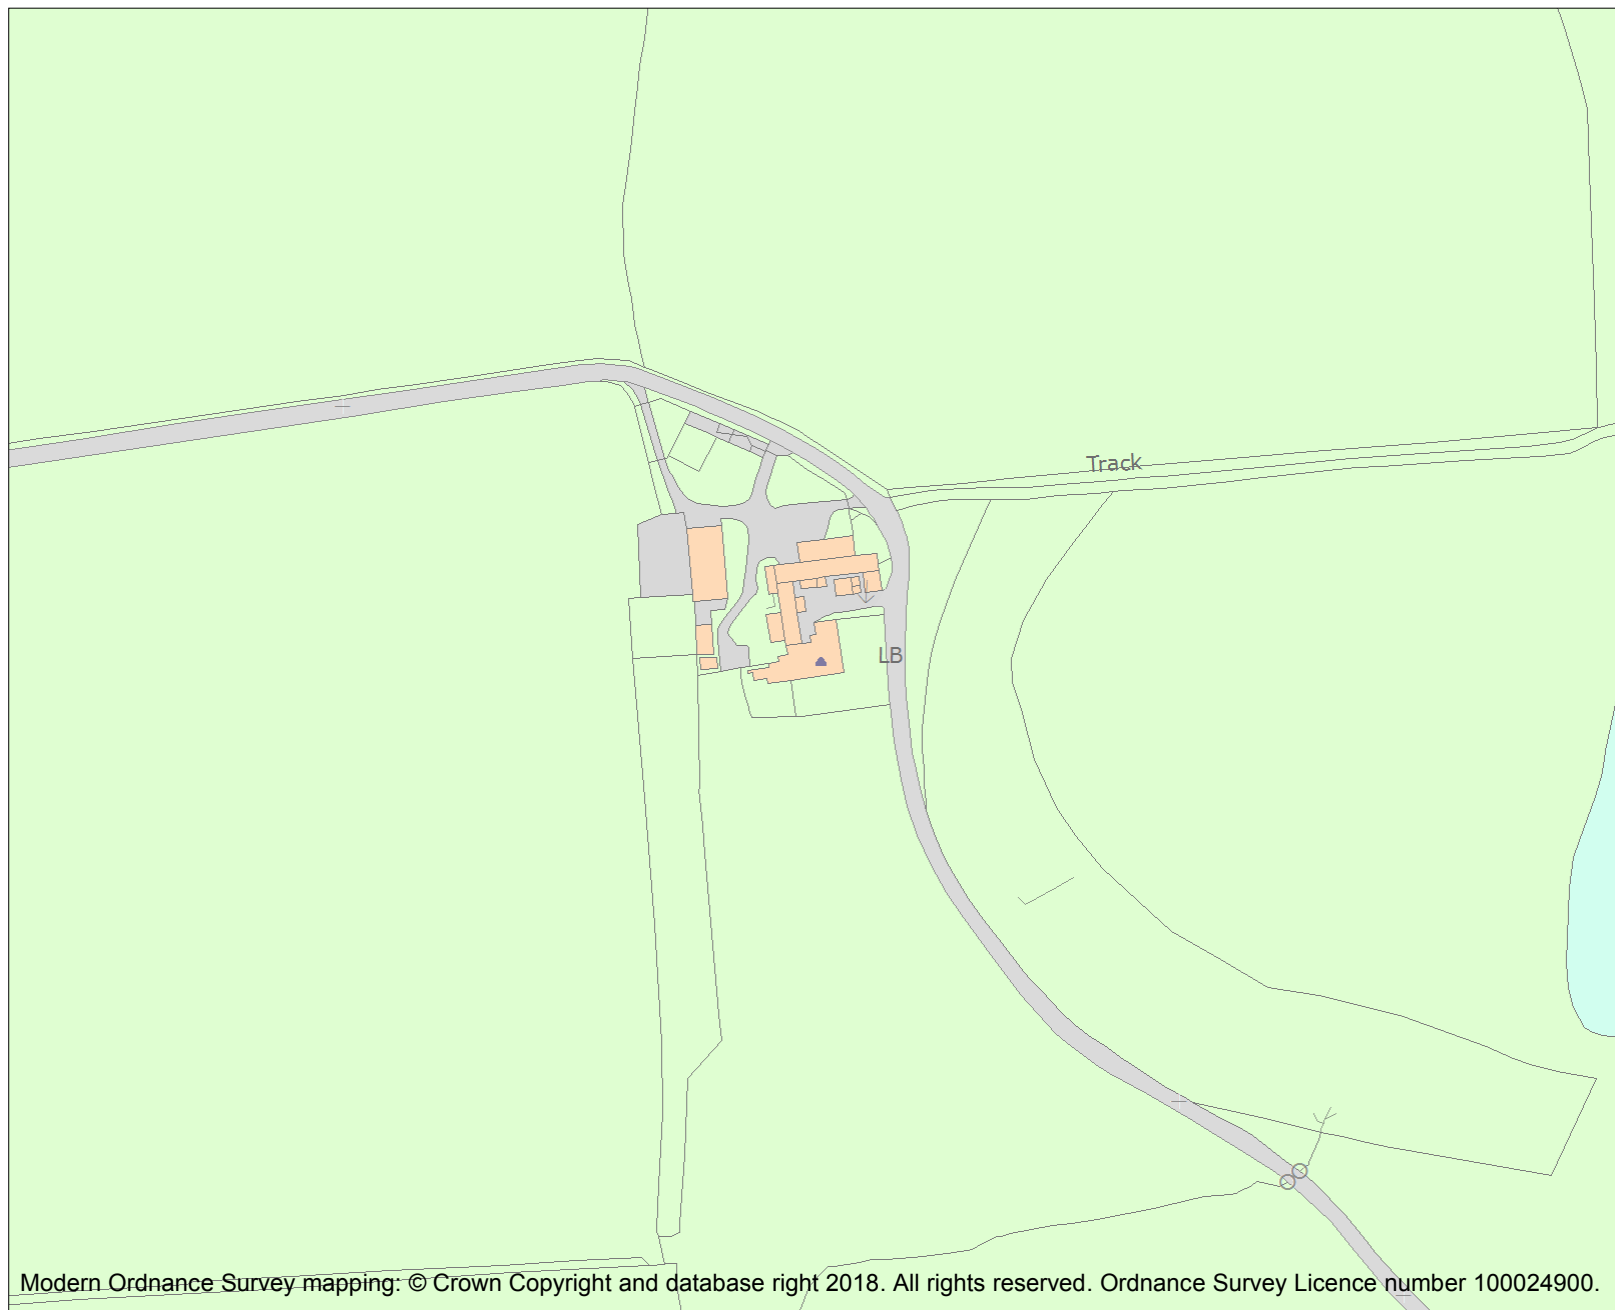 Track
LB
Modern Ordnance Survey mapping: © Crown Copyright and database right 2018. All rights reserved. Ordnance Survey Licence number 100024900.